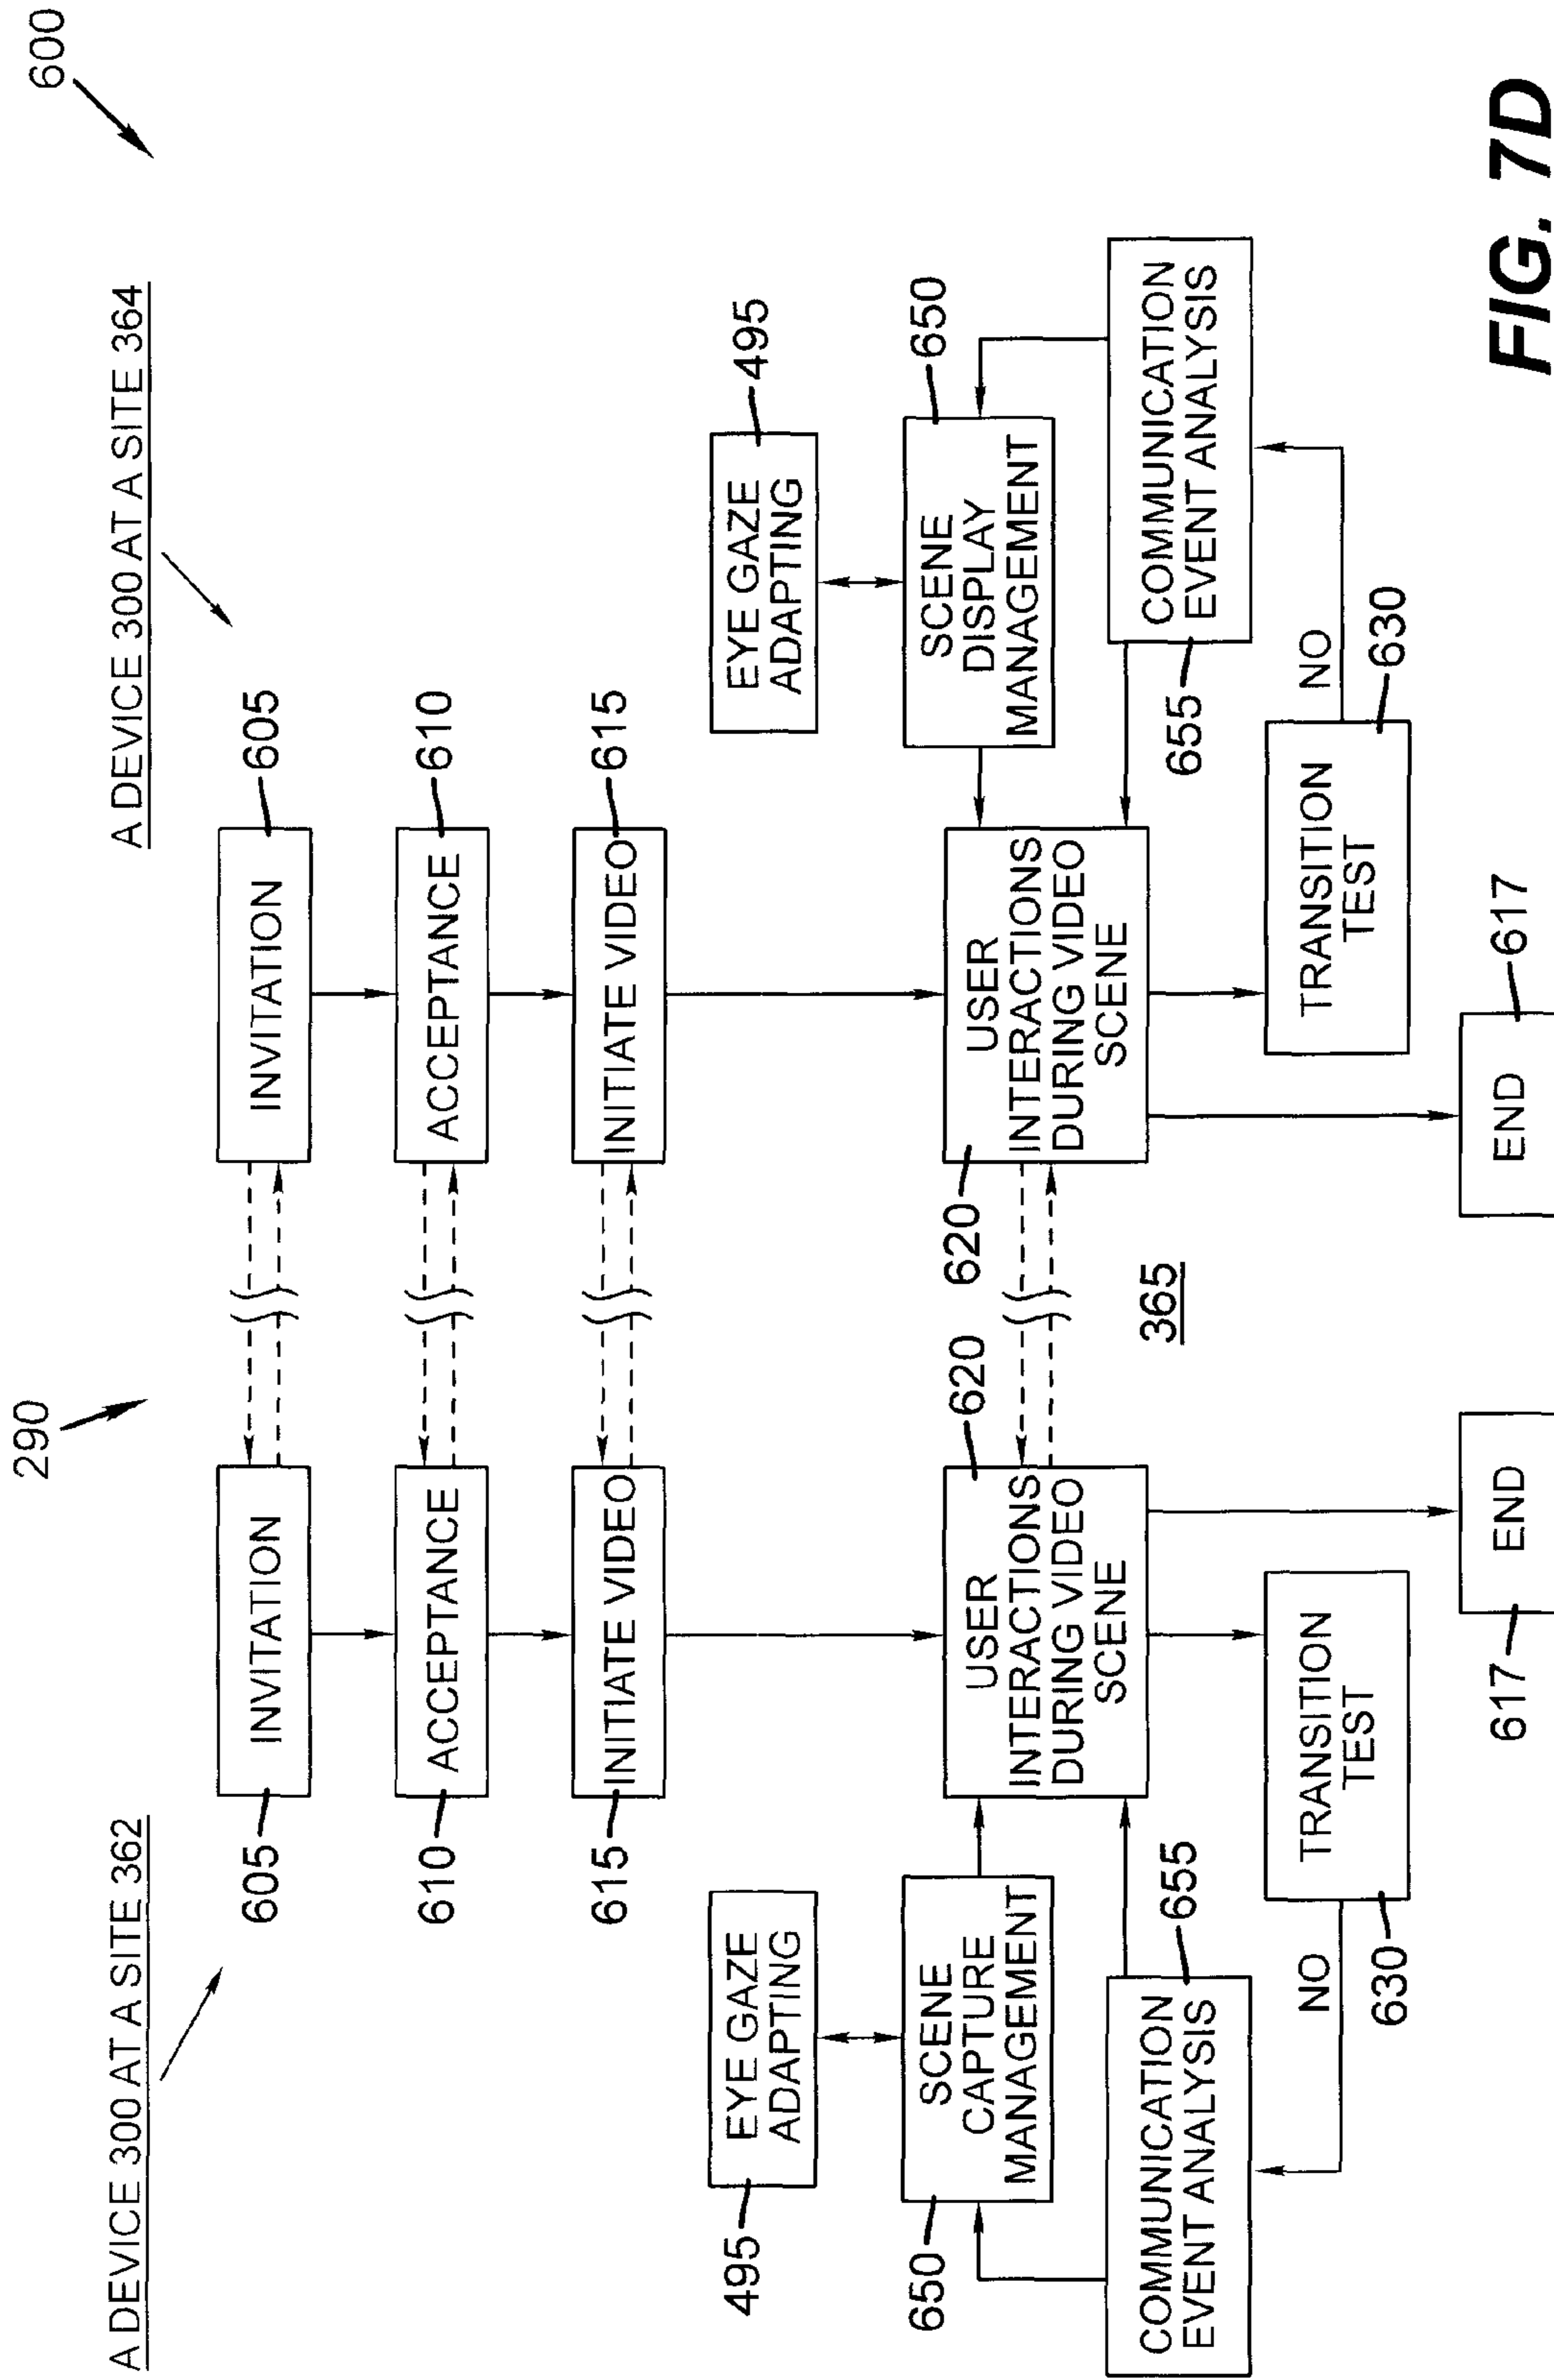 600
290
A DEVICE 300 AT A SITE 362
A DEVICE 300 AT A SITE 364
605
INVITATION
INVITATION
605
610
ACCEPTANCE
ACCEPTANCE
610
615
INITIATE VIDEO
INITIATE VIDEO
615
495
EYE GAZE
ADAPTING
EYE GAZE
ADAPTING
495
650
SCENE
CAPTURE
MANAGEMENT
620
USER
INTERACTIONS
DURING VIDEO
SCENE
620
USER
INTERACTIONS
DURING VIDEO
SCENE
SCENE
DISPLAY
MANAGEMENT
650
COMMUNICATION
EVENT ANALYSIS
655
365
655
COMMUNICATION
EVENT ANALYSIS
NO
630
TRANSITION
TEST
TRANSITION
TEST
NO
630
617
END
END
617
FIG. 7D